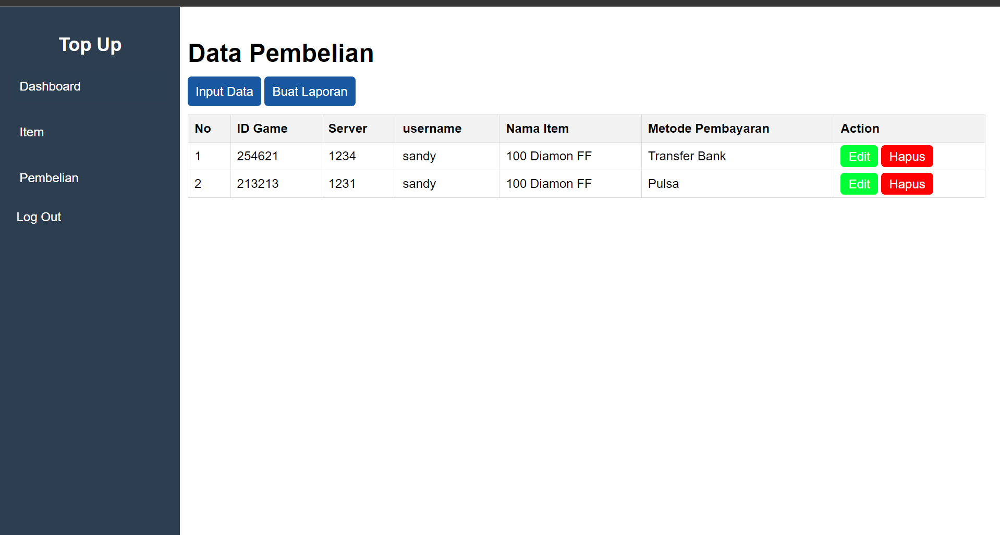 Top Up
Dashboard
Item
Pembelian
Log Out
Data Pembelian
Input Data Buat Laporan
No ID Game Server username Nama Item Metode Pembayaran Action
1 254621 1234 sandy 100 Diamon FF Transfer Bank Edit Hapus
2 213213 1231 sandy 100 Diamon FF Pulsa Edit Hapus